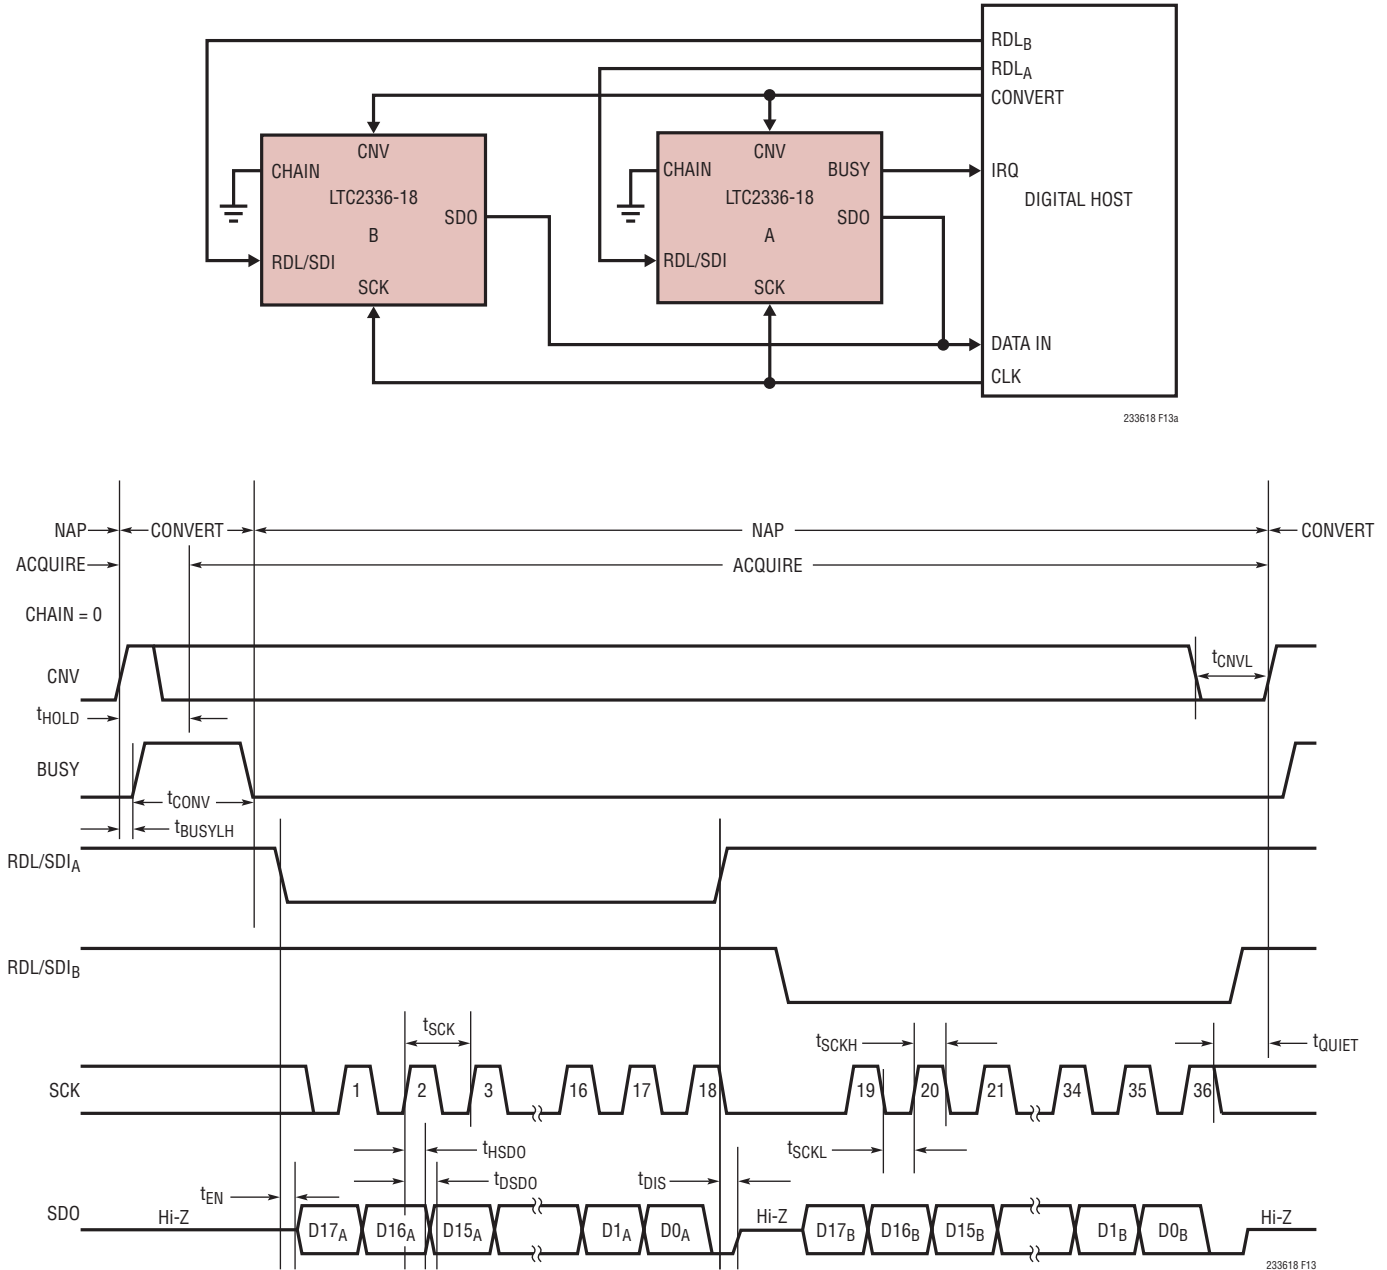 RDLB
RDLA
CONVERT
CNV
CNV
CHAIN
CHAIN
BUSY
IRQ
LTC2336-18
LTC2336-18
DIGITAL HOST
SDO
SDO
B
A
RDL/SDI
RDL/SDI
SCK
SCK
DATA IN
CLK
233618 F13a
NAP CONVERT NAP CONVERT
ACQUIRE ACQUIRE
CHAIN = 0
CNV tCNVL
tHOLD
BUSY
tCONV
tBUSYLH
RDL/SDIA
RDL/SDIB
tSCK tSCKH tQUIET
SCK 1 2 3 16 17 18 19 20 21 34 35 36
tHSDO tSCKL
tEN tDSDO tDIS
SDO Hi-Z D17A D16A D15A D1A D0A Hi-Z D17B D16B D15B D1B D0B Hi-Z
233618 F13